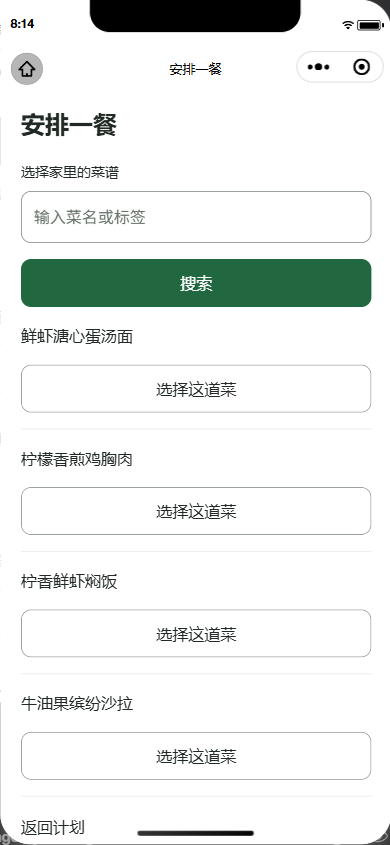 8:14
安排一餐
安排一餐
选择家里的菜谱
输入菜名或标签
搜索
鲜虾溏心蛋汤面
选择这道菜
柠檬香煎鸡胸肉
选择这道菜
柠香鲜虾焖饭
选择这道菜
牛油果缤纷沙拉
选择这道菜
返回计划